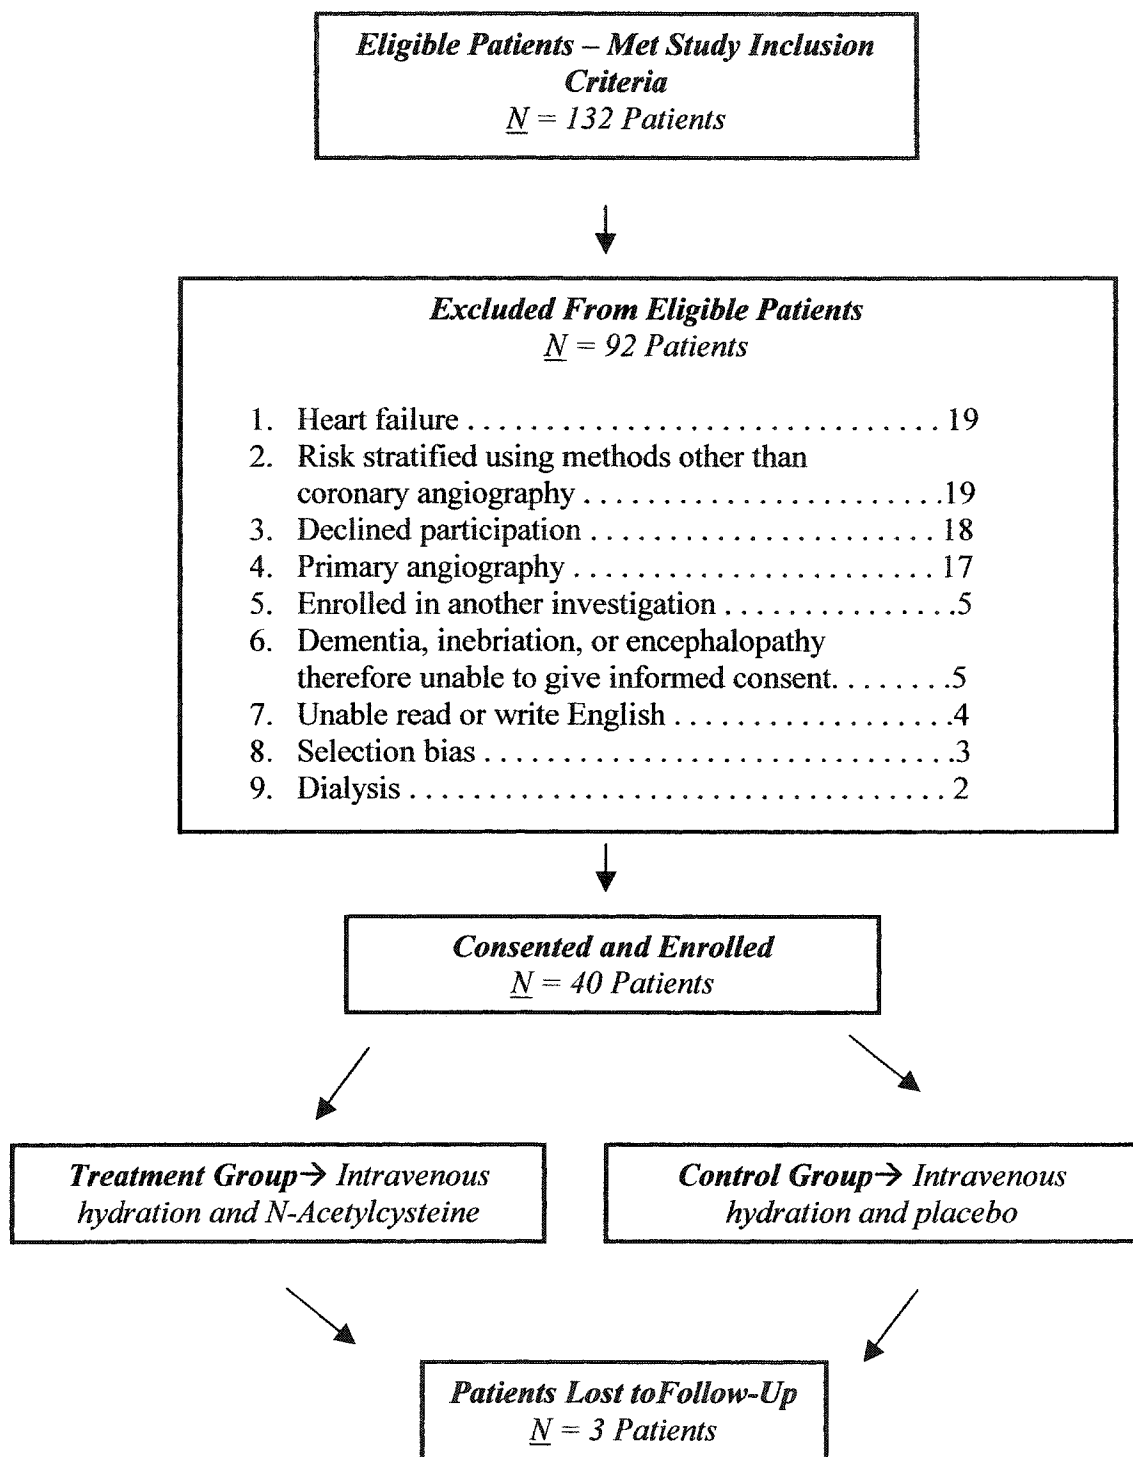 Eligible Patients – Met Study Inclusion
Criteria
N = 132 Patients
Excluded From Eligible Patients
N = 92 Patients
1. Heart failure . . . . . . . . . . . . . . . . . . . . . . . . . . . . . . 19
2. Risk stratified using methods other than
coronary angiography . . . . . . . . . . . . . . . . . . . . . . .19
3. Declined participation . . . . . . . . . . . . . . . . . . . . . . 18
4. Primary angiography . . . . . . . . . . . . . . . . . . . . . . . 17
5. Enrolled in another investigation . . . . . . . . . . . . . .5
6. Dementia, inebriation, or encephalopathy
therefore unable to give informed consent. . . . . . . .5
7. Unable read or write English . . . . . . . . . . . . . . . . .4
8. Selection bias . . . . . . . . . . . . . . . . . . . . . . . . . . . . .3
9. Dialysis . . . . . . . . . . . . . . . . . . . . . . . . . . . . . . . . . 2
Consented and Enrolled
N = 40 Patients
Treatment Group→ Intravenous
hydration and N-Acetylcysteine
Control Group→ Intravenous
hydration and placebo
Patients Lost toFollow-Up
N = 3 Patients